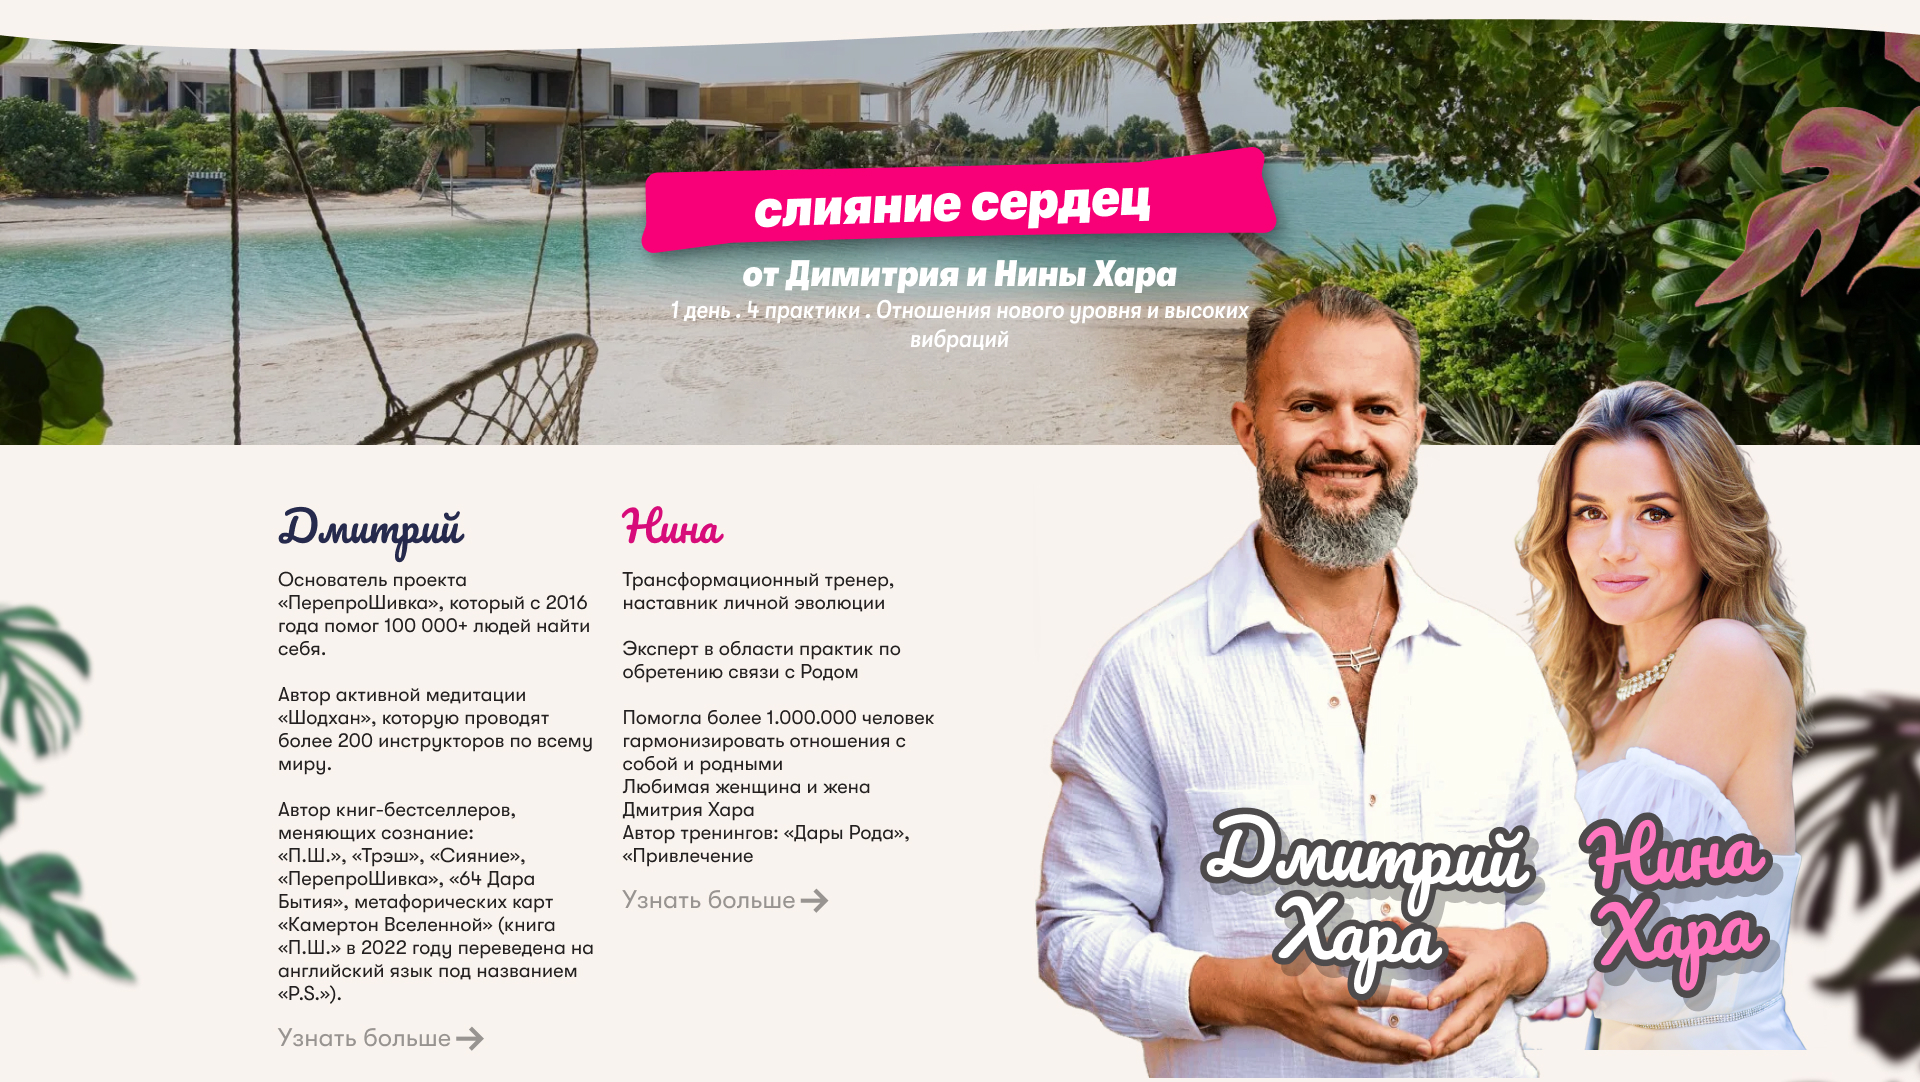 слияние сердец
от Димитрия и Нины Хара
1 день . 4 практики . Отношения нового уровня и высоких
вибраций
Дмитрий
Основатель проекта
«ПерепроШивка», который с 2016
года помог 100 000+ людей найти
себя.
Автор активной медитации
«Шодхан», которую проводят
более 200 инструкторов по всему
миру.
Автор книг-бестселлеров,
меняющих сознание:
«П.Ш.», «Трэш», «Сияние»,
«ПерепроШивка», «64 Дара
Бытия», метафорических карт
«Камертон Вселенной» (книга
«П.Ш.» в 2022 году переведена на
английский язык под названием
«P.S.»).
Узнать больше
Нина
Трансформационный тренер,
наставник личной эволюции
Эксперт в области практик по
обретению связи с Родом
Помогла более 1.000.000 человек
гармонизировать отношения с
собой и родными
Любимая женщина и жена
Дмитрия Хара
Автор тренингов: «Дары Рода»,
«Привлечение
Узнать больше
Дмитрий
Хара
Нина
Хара